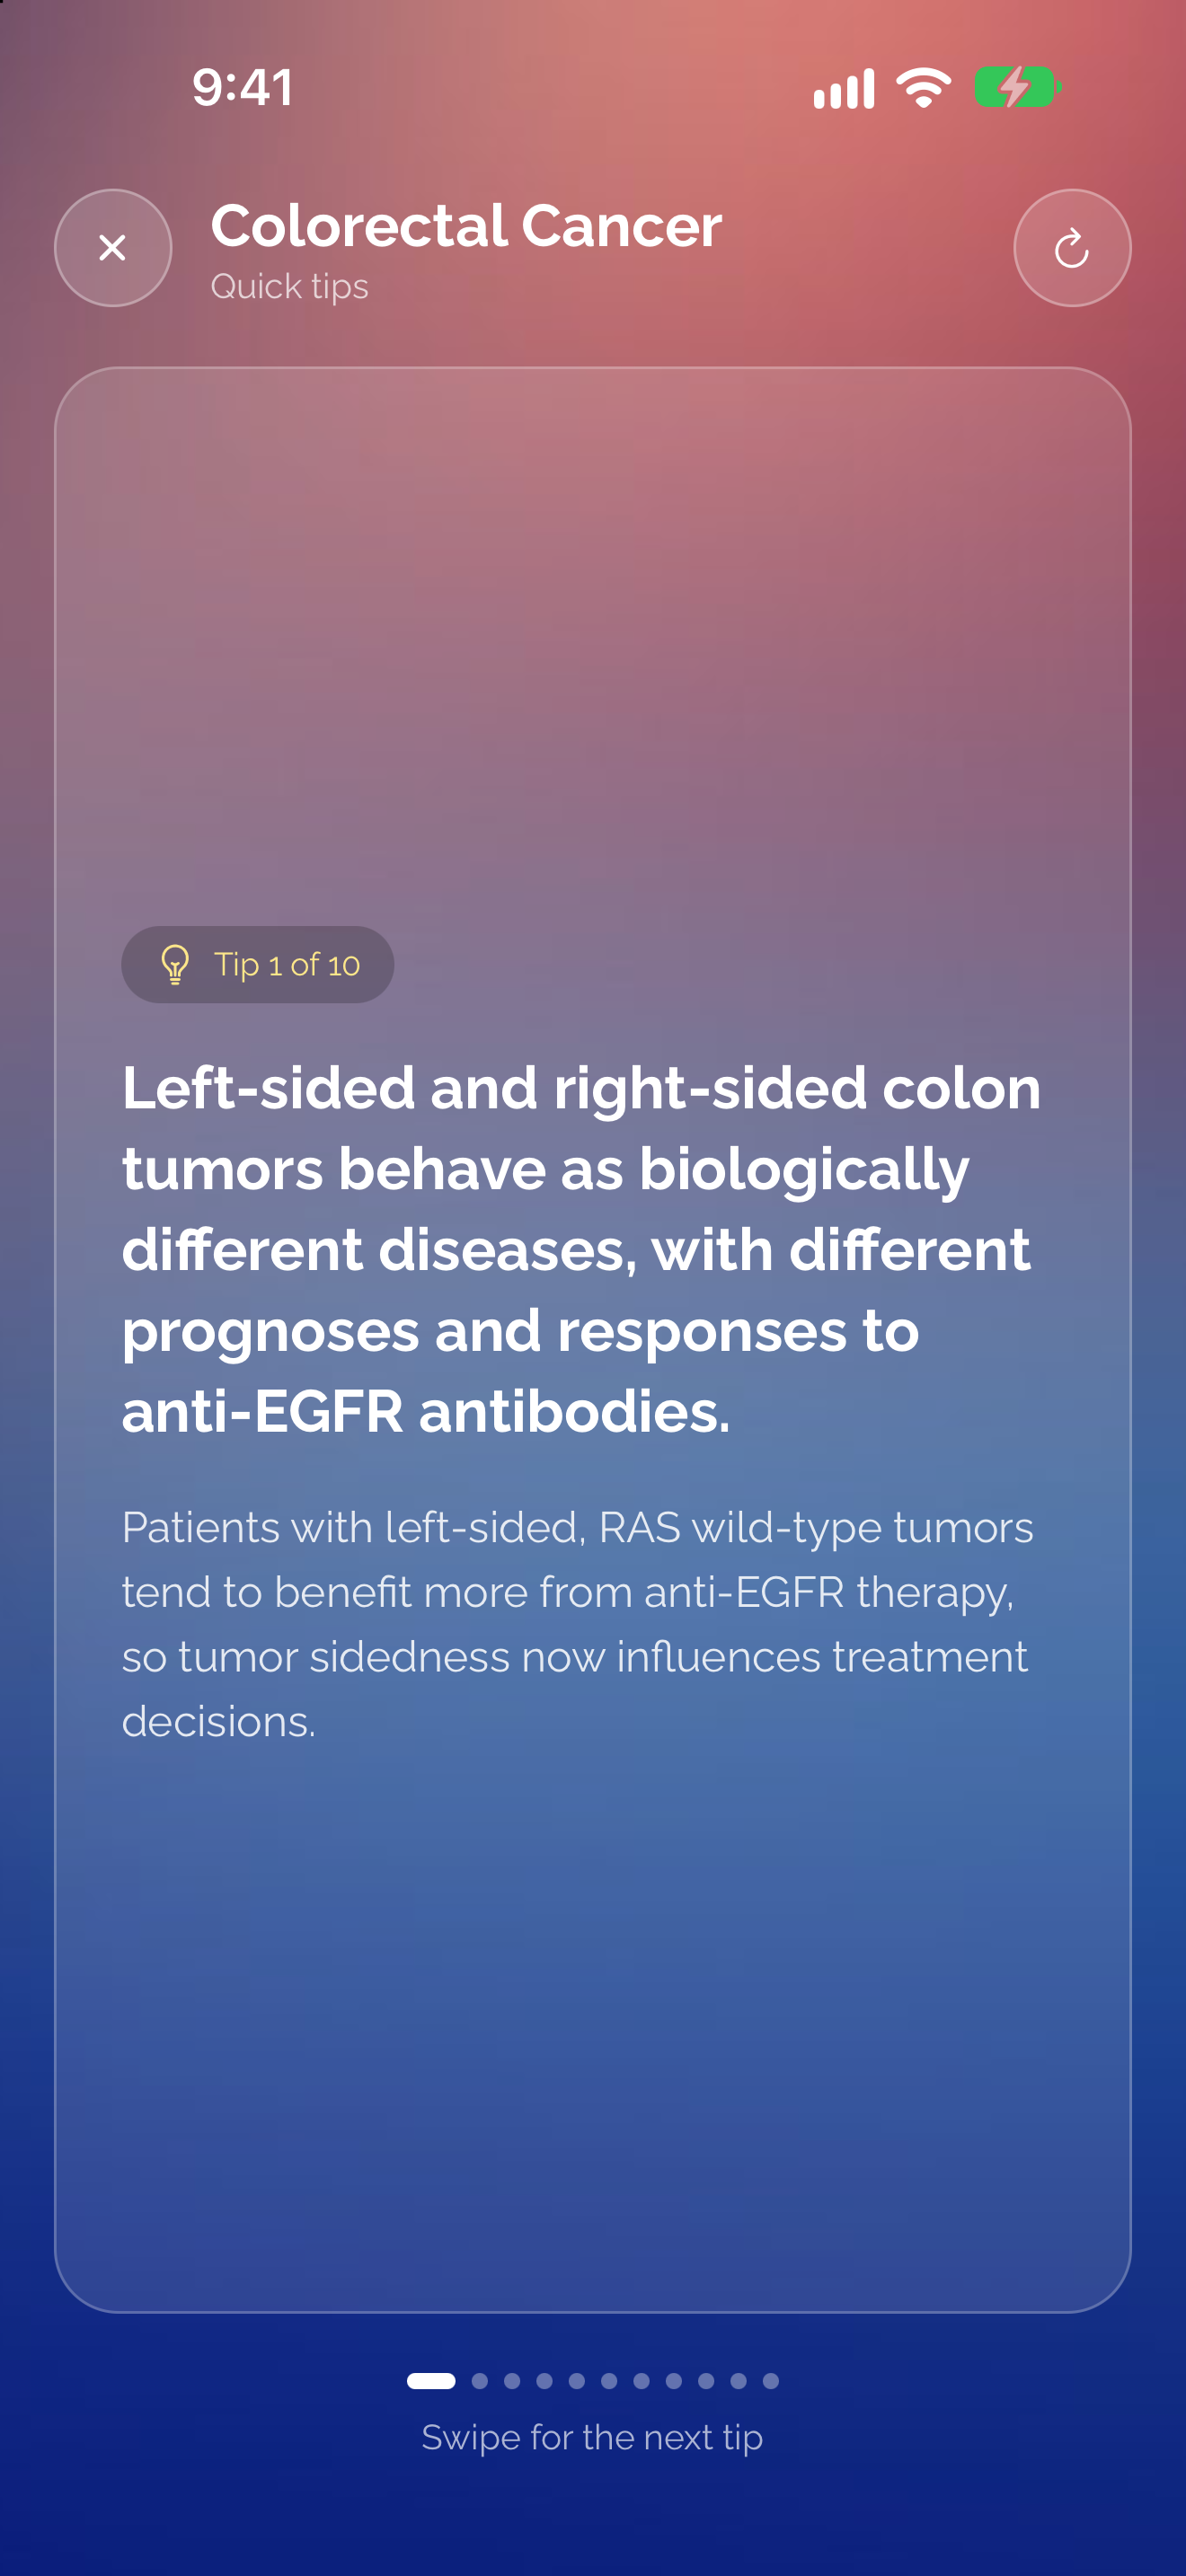 9:41
Colorectal Cancer
Quick tips
Tip 1 of 10
Left-sided and right-sided colon
tumors behave as biologically
different diseases, with different
prognoses and responses to
anti-EGFR antibodies.
Patients with left-sided, RAS wild-type tumors
tend to benefit more from anti-EGFR therapy,
so tumor sidedness now influences treatment
decisions.
Swipe for the next tip